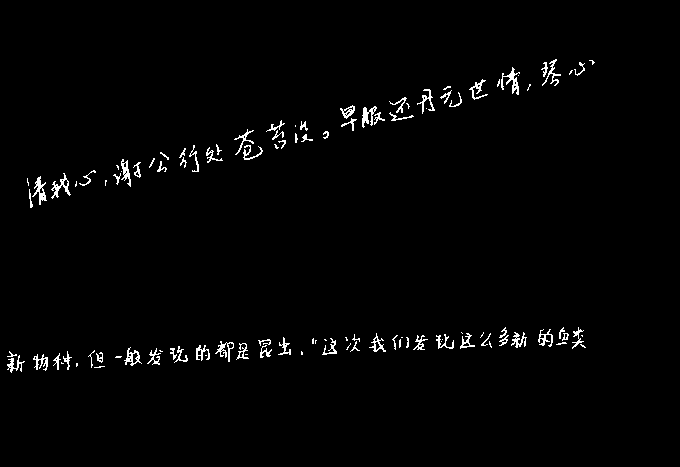 清我心,谢公行处苍苔没。早服还丹无世情,琴心
新物种,但一般发现的都是昆虫,“这次我们发现这么多新的鱼类